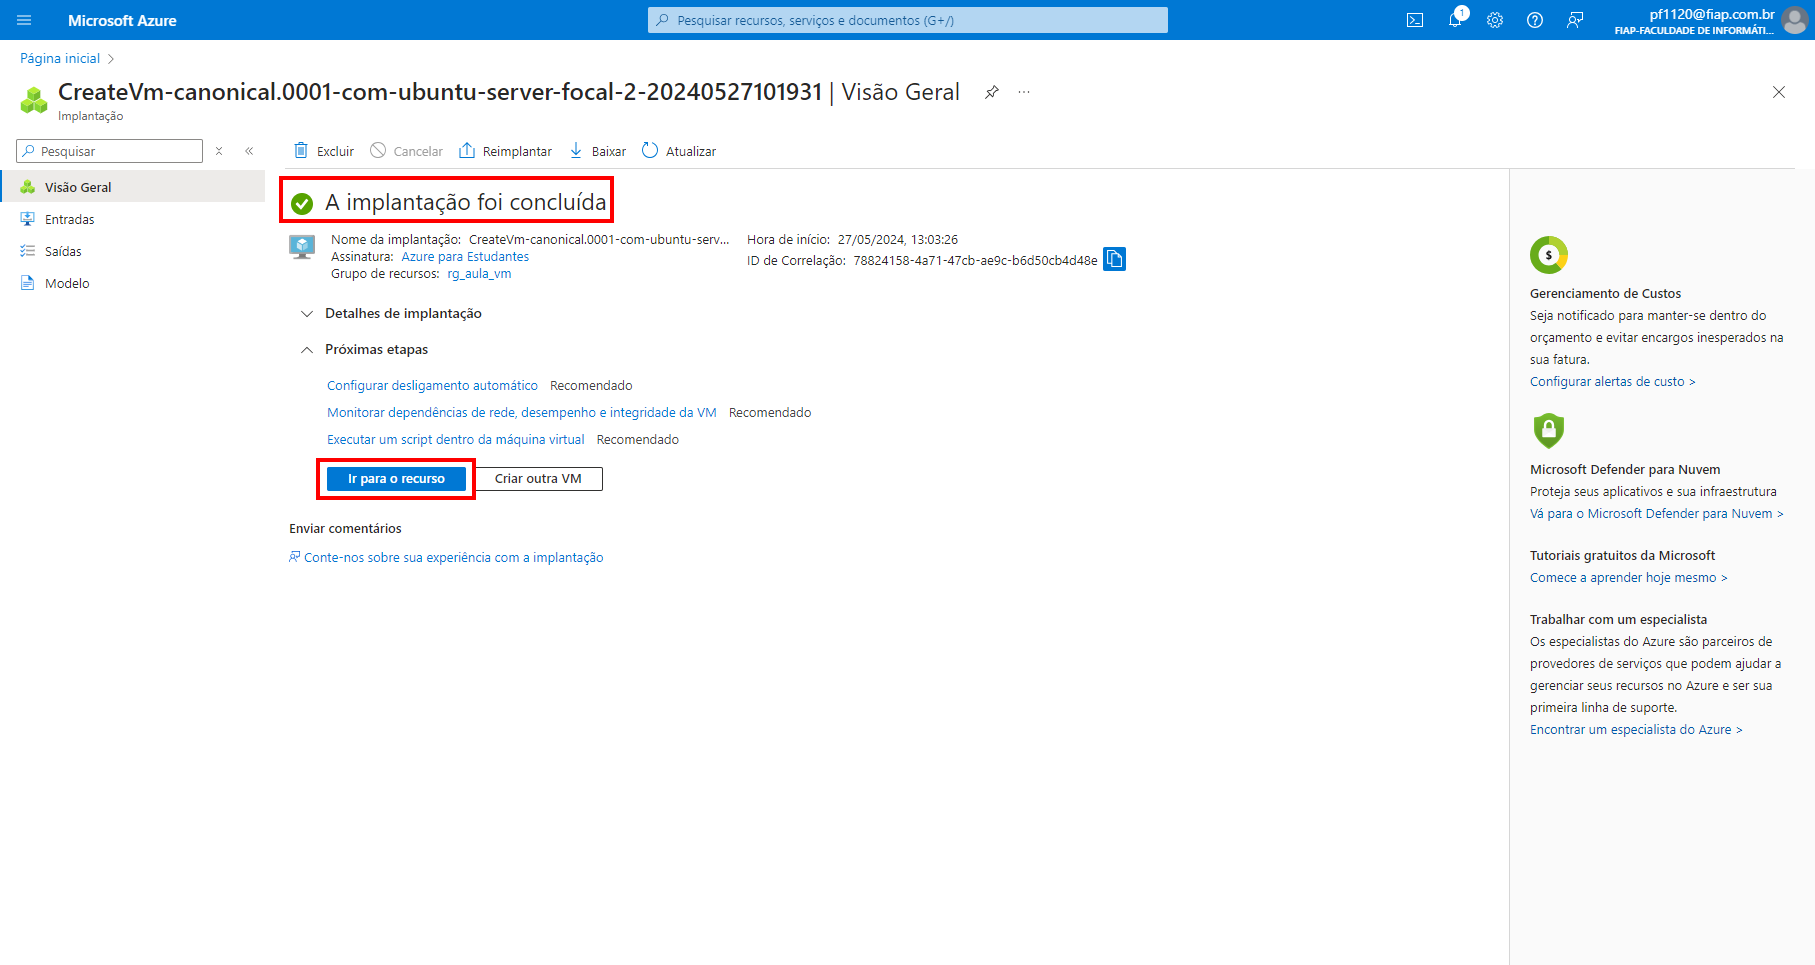 Microsoft Azure
Pesquisar recursos, serviços e documentos (G+/)
1
pf1120@fiap.com.br
FIAP-FACULDADE DE INFORMÁTI...
Página inicial >
CreateVm-canonical.0001-com-ubuntu-server-focal-2-20240527101931 | Visão Geral
Implantação
Pesquisar
Excluir
Cancelar
Reimplantar
Baixar
Atualizar
Visão Geral
Entradas
Saídas
Modelo
A implantação foi concluída
Nome da implantação: CreateVm-canonical.0001-com-ubuntu-serv...
Assinatura: Azure para Estudantes
Grupo de recursos: rg_aula_vm
Hora de início: 27/05/2024, 13:03:26
ID de Correlação: 78824158-4a71-47cb-ae9c-b6d50cb4d48e
Detalhes de implantação
Próximas etapas
Configurar desligamento automático Recomendado
Monitorar dependências de rede, desempenho e integridade da VM Recomendado
Executar um script dentro da máquina virtual Recomendado
Ir para o recurso
Criar outra VM
Enviar comentários
Conte-nos sobre sua experiência com a implantação
$
Gerenciamento de Custos
Seja notificado para manter-se dentro do
orçamento e evitar encargos inesperados na
sua fatura.
Configurar alertas de custo >
Microsoft Defender para Nuvem
Proteja seus aplicativos e sua infraestrutura
Vá para o Microsoft Defender para Nuvem >
Tutoriais gratuitos da Microsoft
Comece a aprender hoje mesmo >
Trabalhar com um especialista
Os especialistas do Azure são parceiros de
provedores de serviços que podem ajudar a
gerenciar seus recursos no Azure e ser sua
primeira linha de suporte.
Encontrar um especialista do Azure >